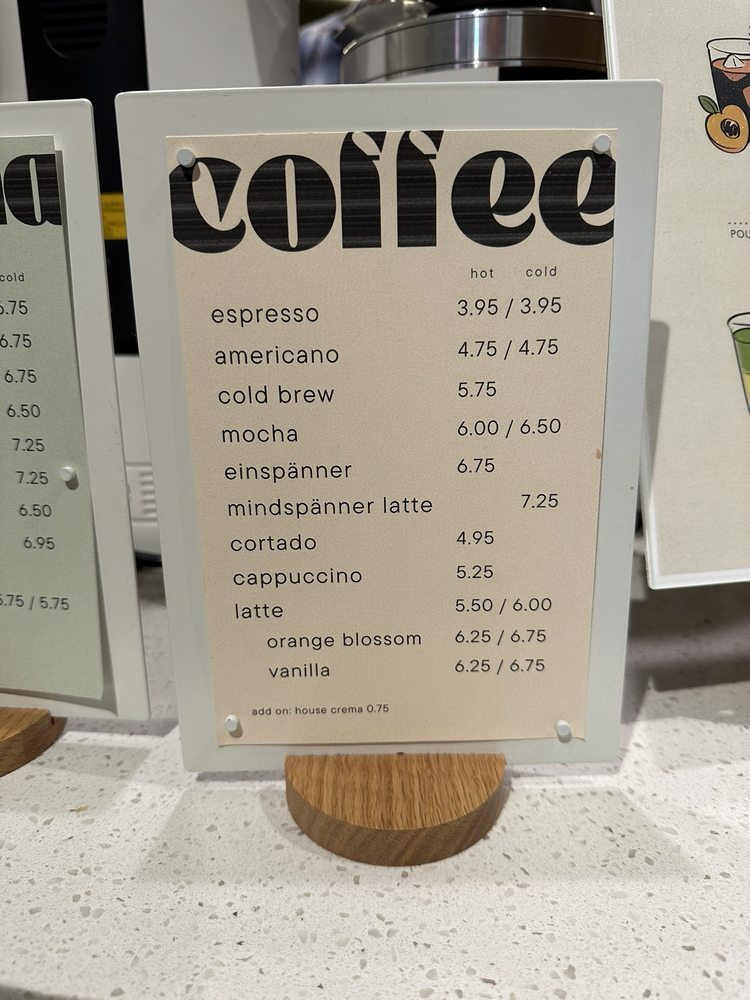 coffee
hot cold
espresso 3.95 / 3.95
americano 4.75 / 4.75
cold brew 5.75
mocha 6.00 / 6.50
einspänner 6.75
mindspänner latte 7.25
cortado 4.95
cappuccino 5.25
latte 5.50 / 6.00
orange blossom 6.25 / 6.75
vanilla 6.25 / 6.75
add on: house crema 0.75
cold
6.75
6.75
6.75
6.50
7.25
7.25
6.50
6.95
/ 5.75